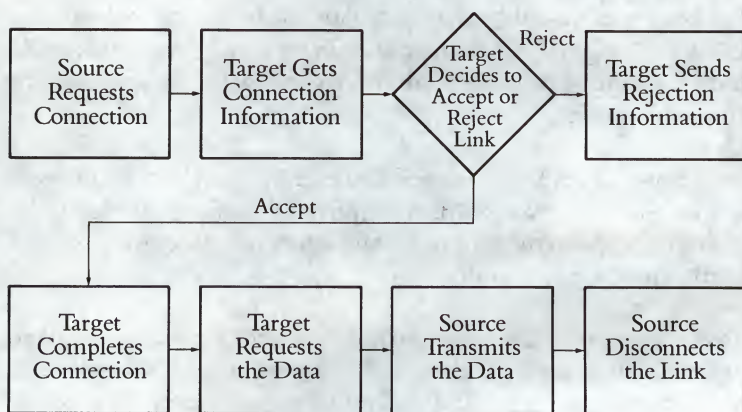 Source
Requests
Connection
Target Gets
Connection
Information
Target
Decides to
Accept or
Reject
Link
Reject
Target Sends
Rejection
Information
Accept
Target
Completes
Connection
Target
Requests
the Data
Source
Transmits
the Data
Source
Disconnects
the Link